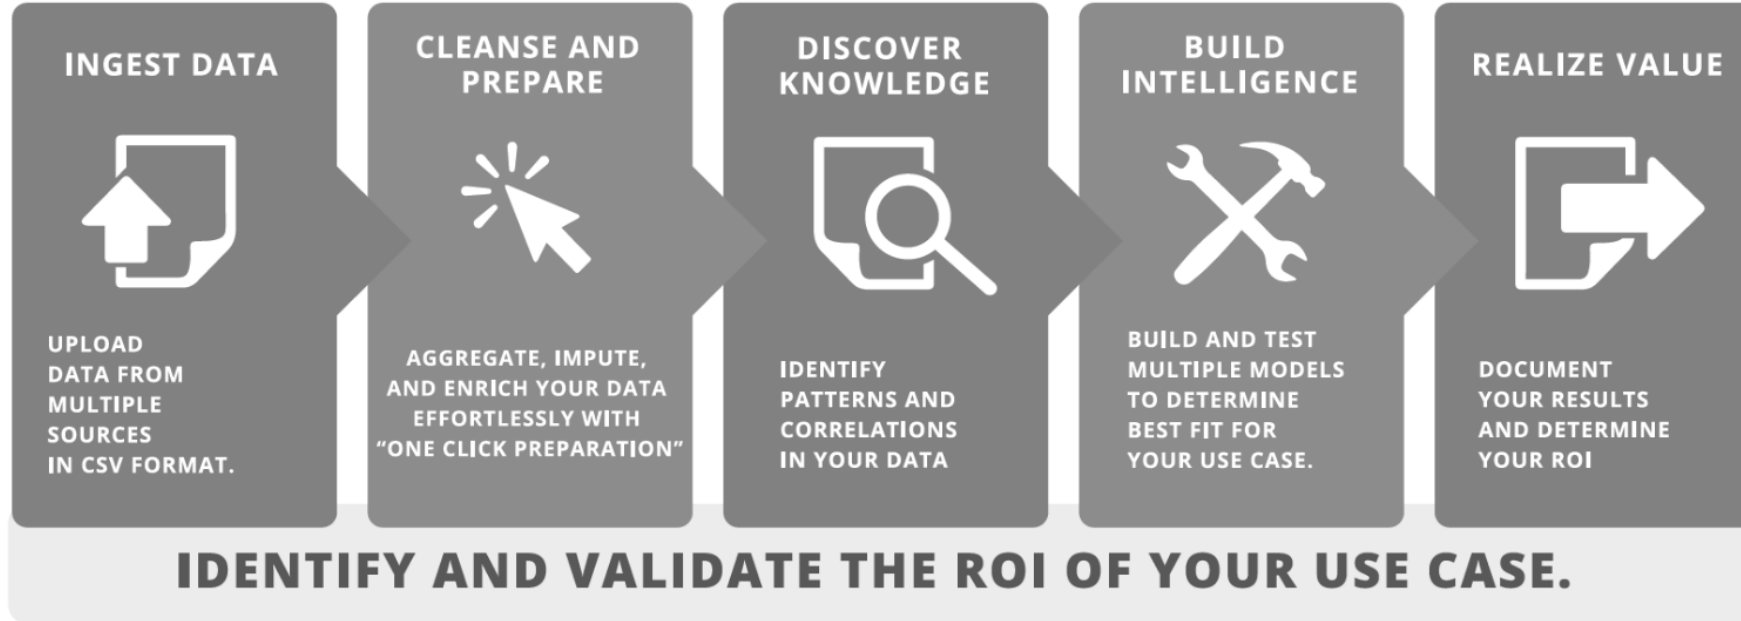 INGEST DATA
UPLOAD
DATA FROM
MULTIPLE
SOURCES
IN CSV FORMAT.
CLEANSE AND
PREPARE
AGGREGATE, IMPUTE,
AND ENRICH YOUR DATA
EFFORTLESSLY WITH
“ONE CLICK PREPARATION”
DISCOVER
KNOWLEDGE
IDENTIFY
PATTERNS AND
CORRELATIONS
IN YOUR DATA
BUILD
INTELLIGENCE
BUILD AND TEST
MULTIPLE MODELS
TO DETERMINE
BEST FIT FOR
YOUR USE CASE.
REALIZE VALUE
DOCUMENT
YOUR RESULTS
AND DETERMINE
YOUR ROI
IDENTIFY AND VALIDATE THE ROI OF YOUR USE CASE.